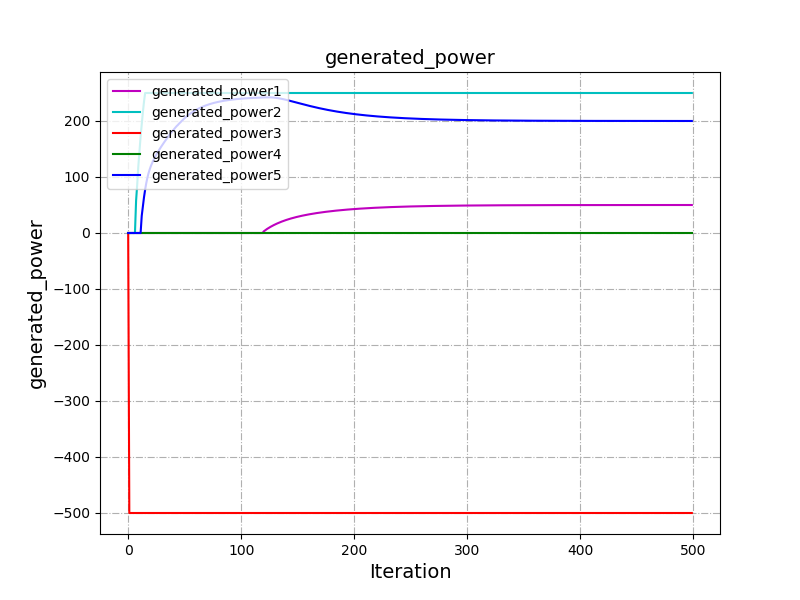 generated_power
generated_power1
generated_power2
generated_power3
generated_power4
generated_power5
generated_power
200
100
0
−100
−200
−300
−400
−500
0 100 200 300 400 500
Iteration